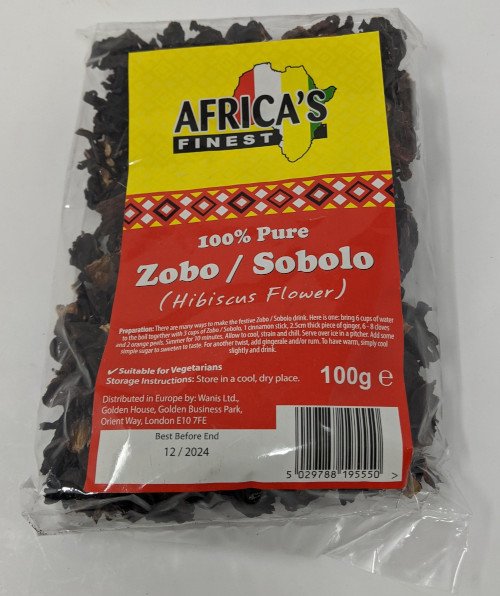 AFRICA'S
FINEST
100% Pure
Zobo / Sobolo
(Hibiscus Flower)
Preparation: There are many ways to make the festive Zobo / Sobolo drink. Here is one: bring 6 cups of water
to the boil together with 3 cups of Zobo / Sobolo. 1 cinnamon stick, 2.5cm thick piece of ginger, 6 - 8 cloves
and 2 orange peels. Simmer for 10 minutes. Allow to cool, strain and chill. Serve over ice in a pitcher. Add some
simple sugar to sweeten to taste. For another twist, add gingerale and/or rum. To have warm, simply cool
slightly and drink.
✓ Suitable for Vegetarians
Storage Instructions: Store in a cool, dry place.
100g e
Distributed in Europe by: Wanis Ltd.,
Golden House, Golden Business Park,
Orient Way, London E10 7FE
Best Before End
12 / 2024
5 029788 195550 >